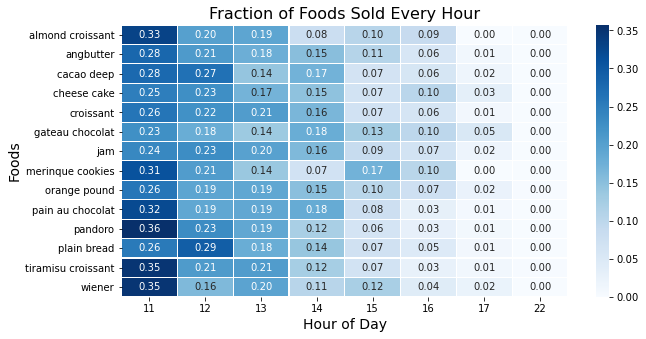 Fraction of Foods Sold Every Hour
almond croissant 0.33 0.20 0.19 0.08 0.10 0.09 0.00 0.00
angbutter 0.28 0.21 0.18 0.15 0.11 0.06 0.01 0.00
cacao deep 0.28 0.27 0.14 0.17 0.07 0.06 0.02 0.00
cheese cake 0.25 0.23 0.17 0.15 0.07 0.10 0.03 0.00
croissant 0.26 0.22 0.21 0.16 0.07 0.06 0.01 0.00
gateau chocolat 0.23 0.18 0.14 0.18 0.13 0.10 0.05 0.00
jam 0.24 0.23 0.20 0.16 0.09 0.07 0.02 0.00
merinque cookies 0.31 0.21 0.14 0.07 0.17 0.10 0.00 0.00
orange pound 0.26 0.19 0.19 0.15 0.10 0.07 0.02 0.00
pain au chocolat 0.32 0.19 0.19 0.18 0.08 0.03 0.01 0.00
pandoro 0.36 0.23 0.19 0.12 0.06 0.03 0.01 0.00
plain bread 0.26 0.29 0.18 0.14 0.07 0.05 0.01 0.00
tiramisu croissant 0.35 0.21 0.21 0.12 0.07 0.03 0.01 0.00
wiener 0.35 0.16 0.20 0.11 0.12 0.04 0.02 0.00
11 12 13 14 15 16 17 22
Hour of Day
Foods
0.35
0.30
0.25
0.20
0.15
0.10
0.05
0.00